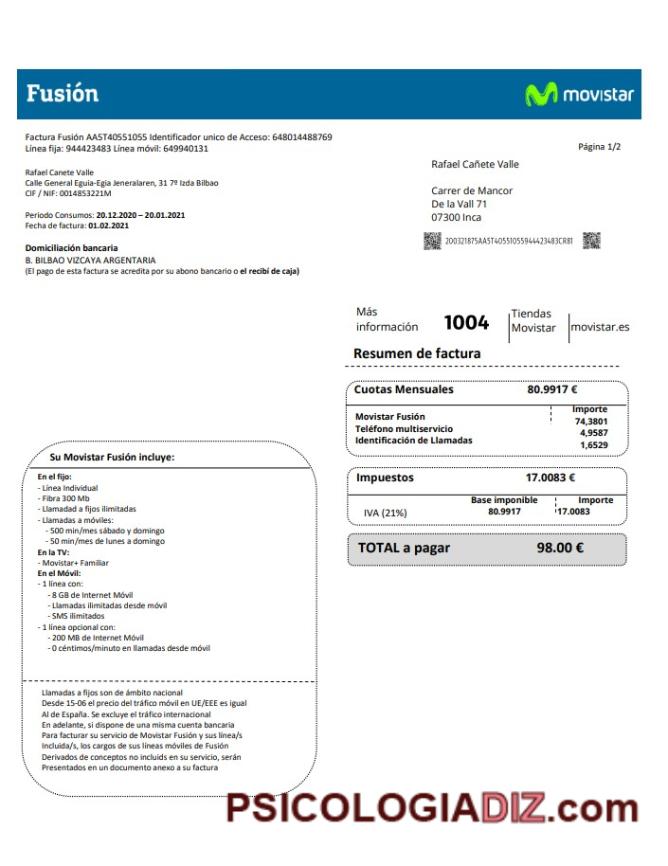 Fusión
movistar
Factura Fusión AA5T40551055 Identificador unico de Acceso: 648014488769
Línea fija: 944423483 Línea móvil: 649940131
Página 1/2
Rafael Canete Valle
Calle General Eguia-Egia Jeneralaren, 31 7º Izda Bilbao
CIF / NIF: 0014853221M
Rafael Cañete Valle
Carrer de Mancor
De la Vall 71
07300 Inca
Periodo Consumos: 20.12.2020 – 20.01.2021
Fecha de factura: 01.02.2021
200321875AA5T40551055944423483CR81
Domiciliación bancaria
B. BILBAO VIZCAYA ARGENTARIA
(El pago de esta factura se acredita por su abono bancario o el recibí de caja)
Más información
1004
Tiendas Movistar
movistar.es
Resumen de factura
Cuotas Mensuales 80.9917 €
Importe
Movistar Fusión 74,3801
Teléfono multiservicio 4,9587
Identificación de Llamadas 1,6529
Impuestos 17.0083 €
Base imponible Importe
IVA (21%) 80.9917 17.0083
TOTAL a pagar 98.00 €
Su Movistar Fusión incluye:
En el fijo:
- Línea Individual
- Fibra 300 Mb
- Llamadad a fijos ilimitadas
- Llamadas a móviles:
- 500 min/mes sábado y domingo
- 50 min/mes de lunes a domingo
En la TV:
- Movistar+ Familiar
En el Móvil:
- 1 línea con:
- 8 GB de Internet Móvil
- Llamadas ilimitadas desde móvil
- SMS ilimitados
- 1 línea opcional con:
- 200 MB de Internet Móvil
- 0 céntimos/minuto en llamadas desde móvil
Llamadas a fijos son de ámbito nacional
Desde 15-06 el precio del tráfico móvil en UE/EEE es igual
Al de España. Se excluye el tráfico internacional
En adelante, si dispone de una misma cuenta bancaria
Para facturar su servicio de Movistar Fusión y sus línea/s
Incluida/s, los cargos de sus líneas móviles de Fusión
Derivados de conceptos no includs en su servicio, serán
Presentados en un documento anexo a su factura
PSICOLOGIADIZ.com